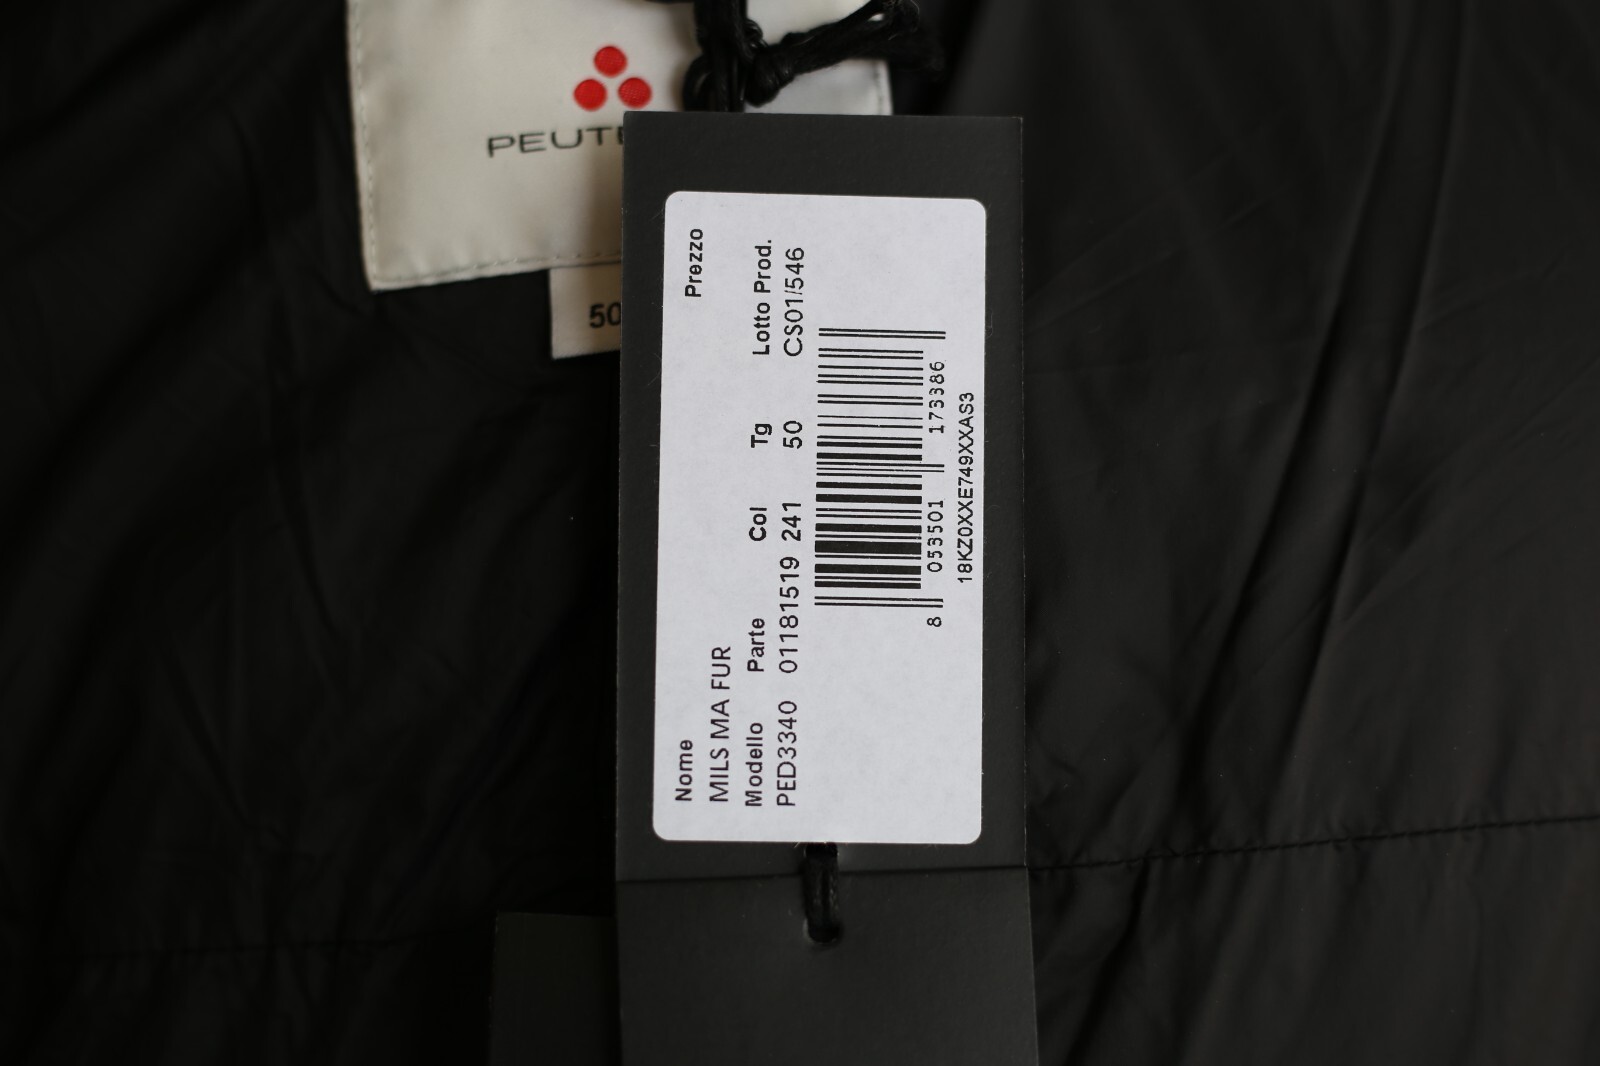 PEUTE
50
Nome Prezzo
MILS MA FUR
Modello Parte Col Tg Lotto Prod.
PED3340 01181519 241 50 CS01/546
8 053501 173386
18KZ0XXE749XXAS3